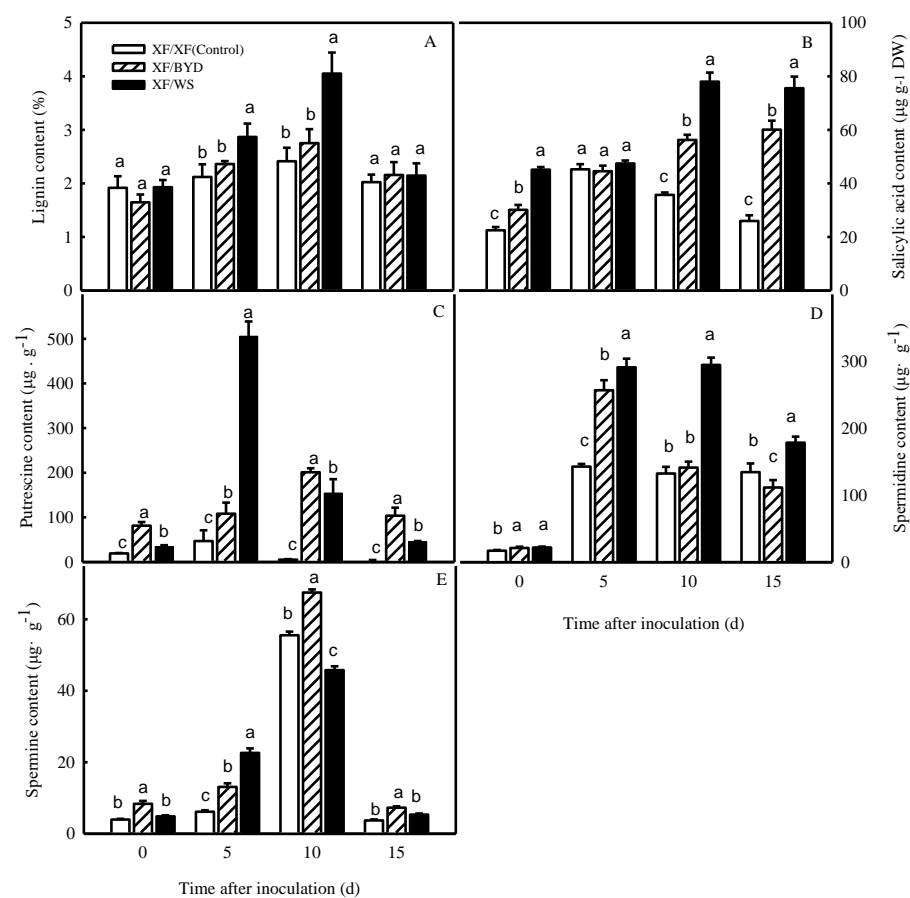 5 A B 100
XF/XF(Control)
XF/BYD
XF/WS
4 80
3 60
2 40
1 20
0 0
Lignin content (%)
Salicylic acid content (µg g-1 DW)
a a a b b a b b a a a a
c b a a a a c b a c b a
C D
500
400
300
200
100
0
300
200
100
0
Putrescine content (µg . g-1)
Spermidine content (µg· g-1)
c a b c b a c a b c a b
b a a c b a b b a b c a
0 5 10 15
Time after inoculation (d)
E
60
40
20
0
Spermine content (µg· g-1)
b a b c b a b a c b a b
0 5 10 15
Time after inoculation (d)